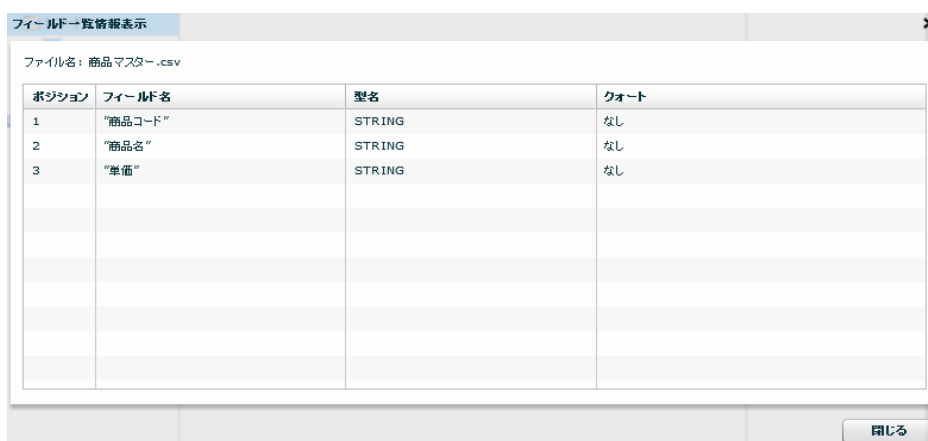 フィールド一覧情報表示
ファイル名: 商品マスター.csv
ポジション フィールド名 型名 クォート
1 "商品コード" STRING なし
2 "商品名" STRING なし
3 "単価" STRING なし
閉じる